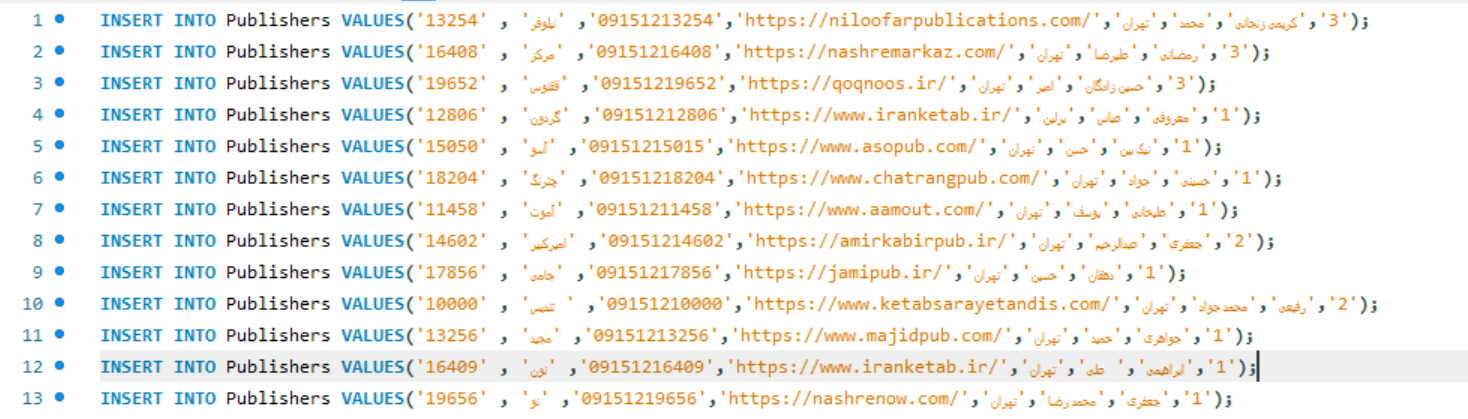 1 INSERT INTO Publishers VALUES('13254' , 'نیلوفر' ,'09151213254','https://niloofarpublications.com/','کریمی زنجانی','محمد','تهران','3');
2 INSERT INTO Publishers VALUES('16408' , 'مرکز' ,'09151216408','https://nashremarkaz.com/','رمضانی','علیرضا','تهران','3');
3 INSERT INTO Publishers VALUES('19652' , 'ققنوس' ,'09151219652','https://qoqnoos.ir/','حسین زادگان','امیر','تهران','3');
4 INSERT INTO Publishers VALUES('12806' , 'گردون' ,'09151212806','https://www.iranketab.ir/','معروفی','عباس','برلین','1');
5 INSERT INTO Publishers VALUES('15050' , 'آسو' ,'09151215015','https://www.asopub.com/','نیک بین','حسن','تهران','1');
6 INSERT INTO Publishers VALUES('18204' , 'چترنگ' ,'09151218204','https://www.chatrangpub.com/','حسینی','جواد','تهران','1');
7 INSERT INTO Publishers VALUES('11458' , 'آموت' ,'09151211458','https://www.aamout.com/','علیخانی','یوسف','تهران','1');
8 INSERT INTO Publishers VALUES('14602' , 'امیرکبیر' ,'09151214602','https://amirkabirpub.ir/','جعفری','عبدالرحیم','تهران','2');
9 INSERT INTO Publishers VALUES('17856' , 'جامی' ,'09151217856','https://jamipub.ir/','دهقان','حسین','تهران','1');
10 INSERT INTO Publishers VALUES('10000' , 'تندیس ' ,'09151210000','https://www.ketabsarayetandis.com/','رفیعی','محمدجواد','تهران','2');
11 INSERT INTO Publishers VALUES('13256' , 'مجید' ,'09151213256','https://www.majidpub.com/','جواهری','حمید','تهران','1');
12 INSERT INTO Publishers VALUES('16409' , 'نون' ,'09151216409','https://www.iranketab.ir/','ابراهیمی',' علی','تهران','1');
13 INSERT INTO Publishers VALUES('19656' , 'نو' ,'09151219656','https://nashrenow.com/','جعفری','محمدرضا','تهران','1');